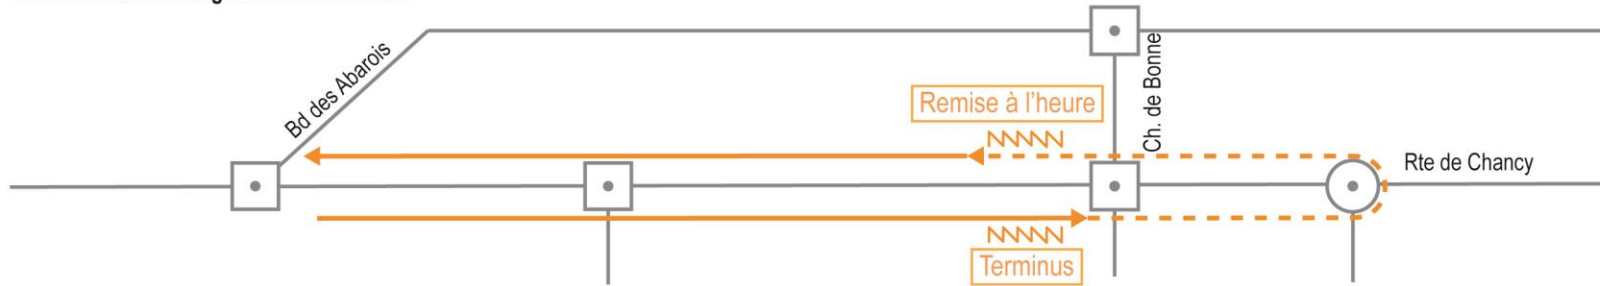 Bd des Abarois
Ch. de Bonne
Remise à l'heure
Rte de Chancy
Terminus